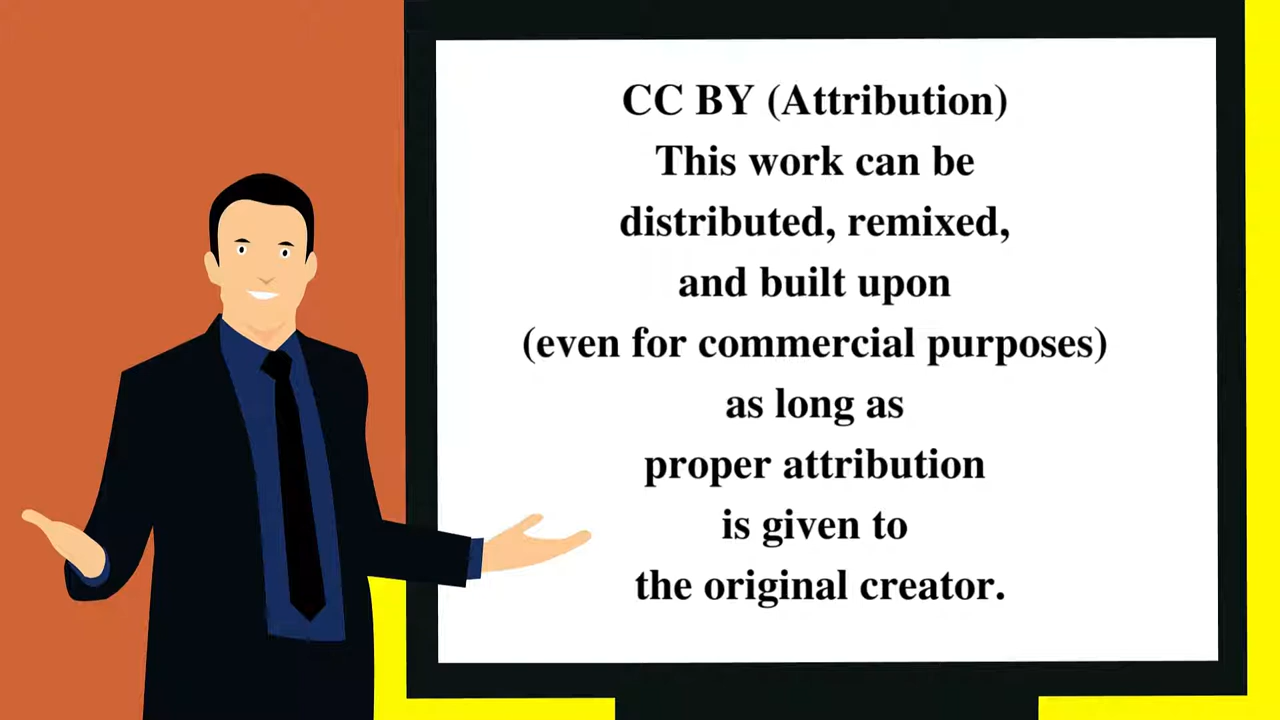 CC BY (Attribution)
This work can be
distributed, remixed,
and built upon
(even for commercial purposes)
as long as
proper attribution
is given to
the original creator.